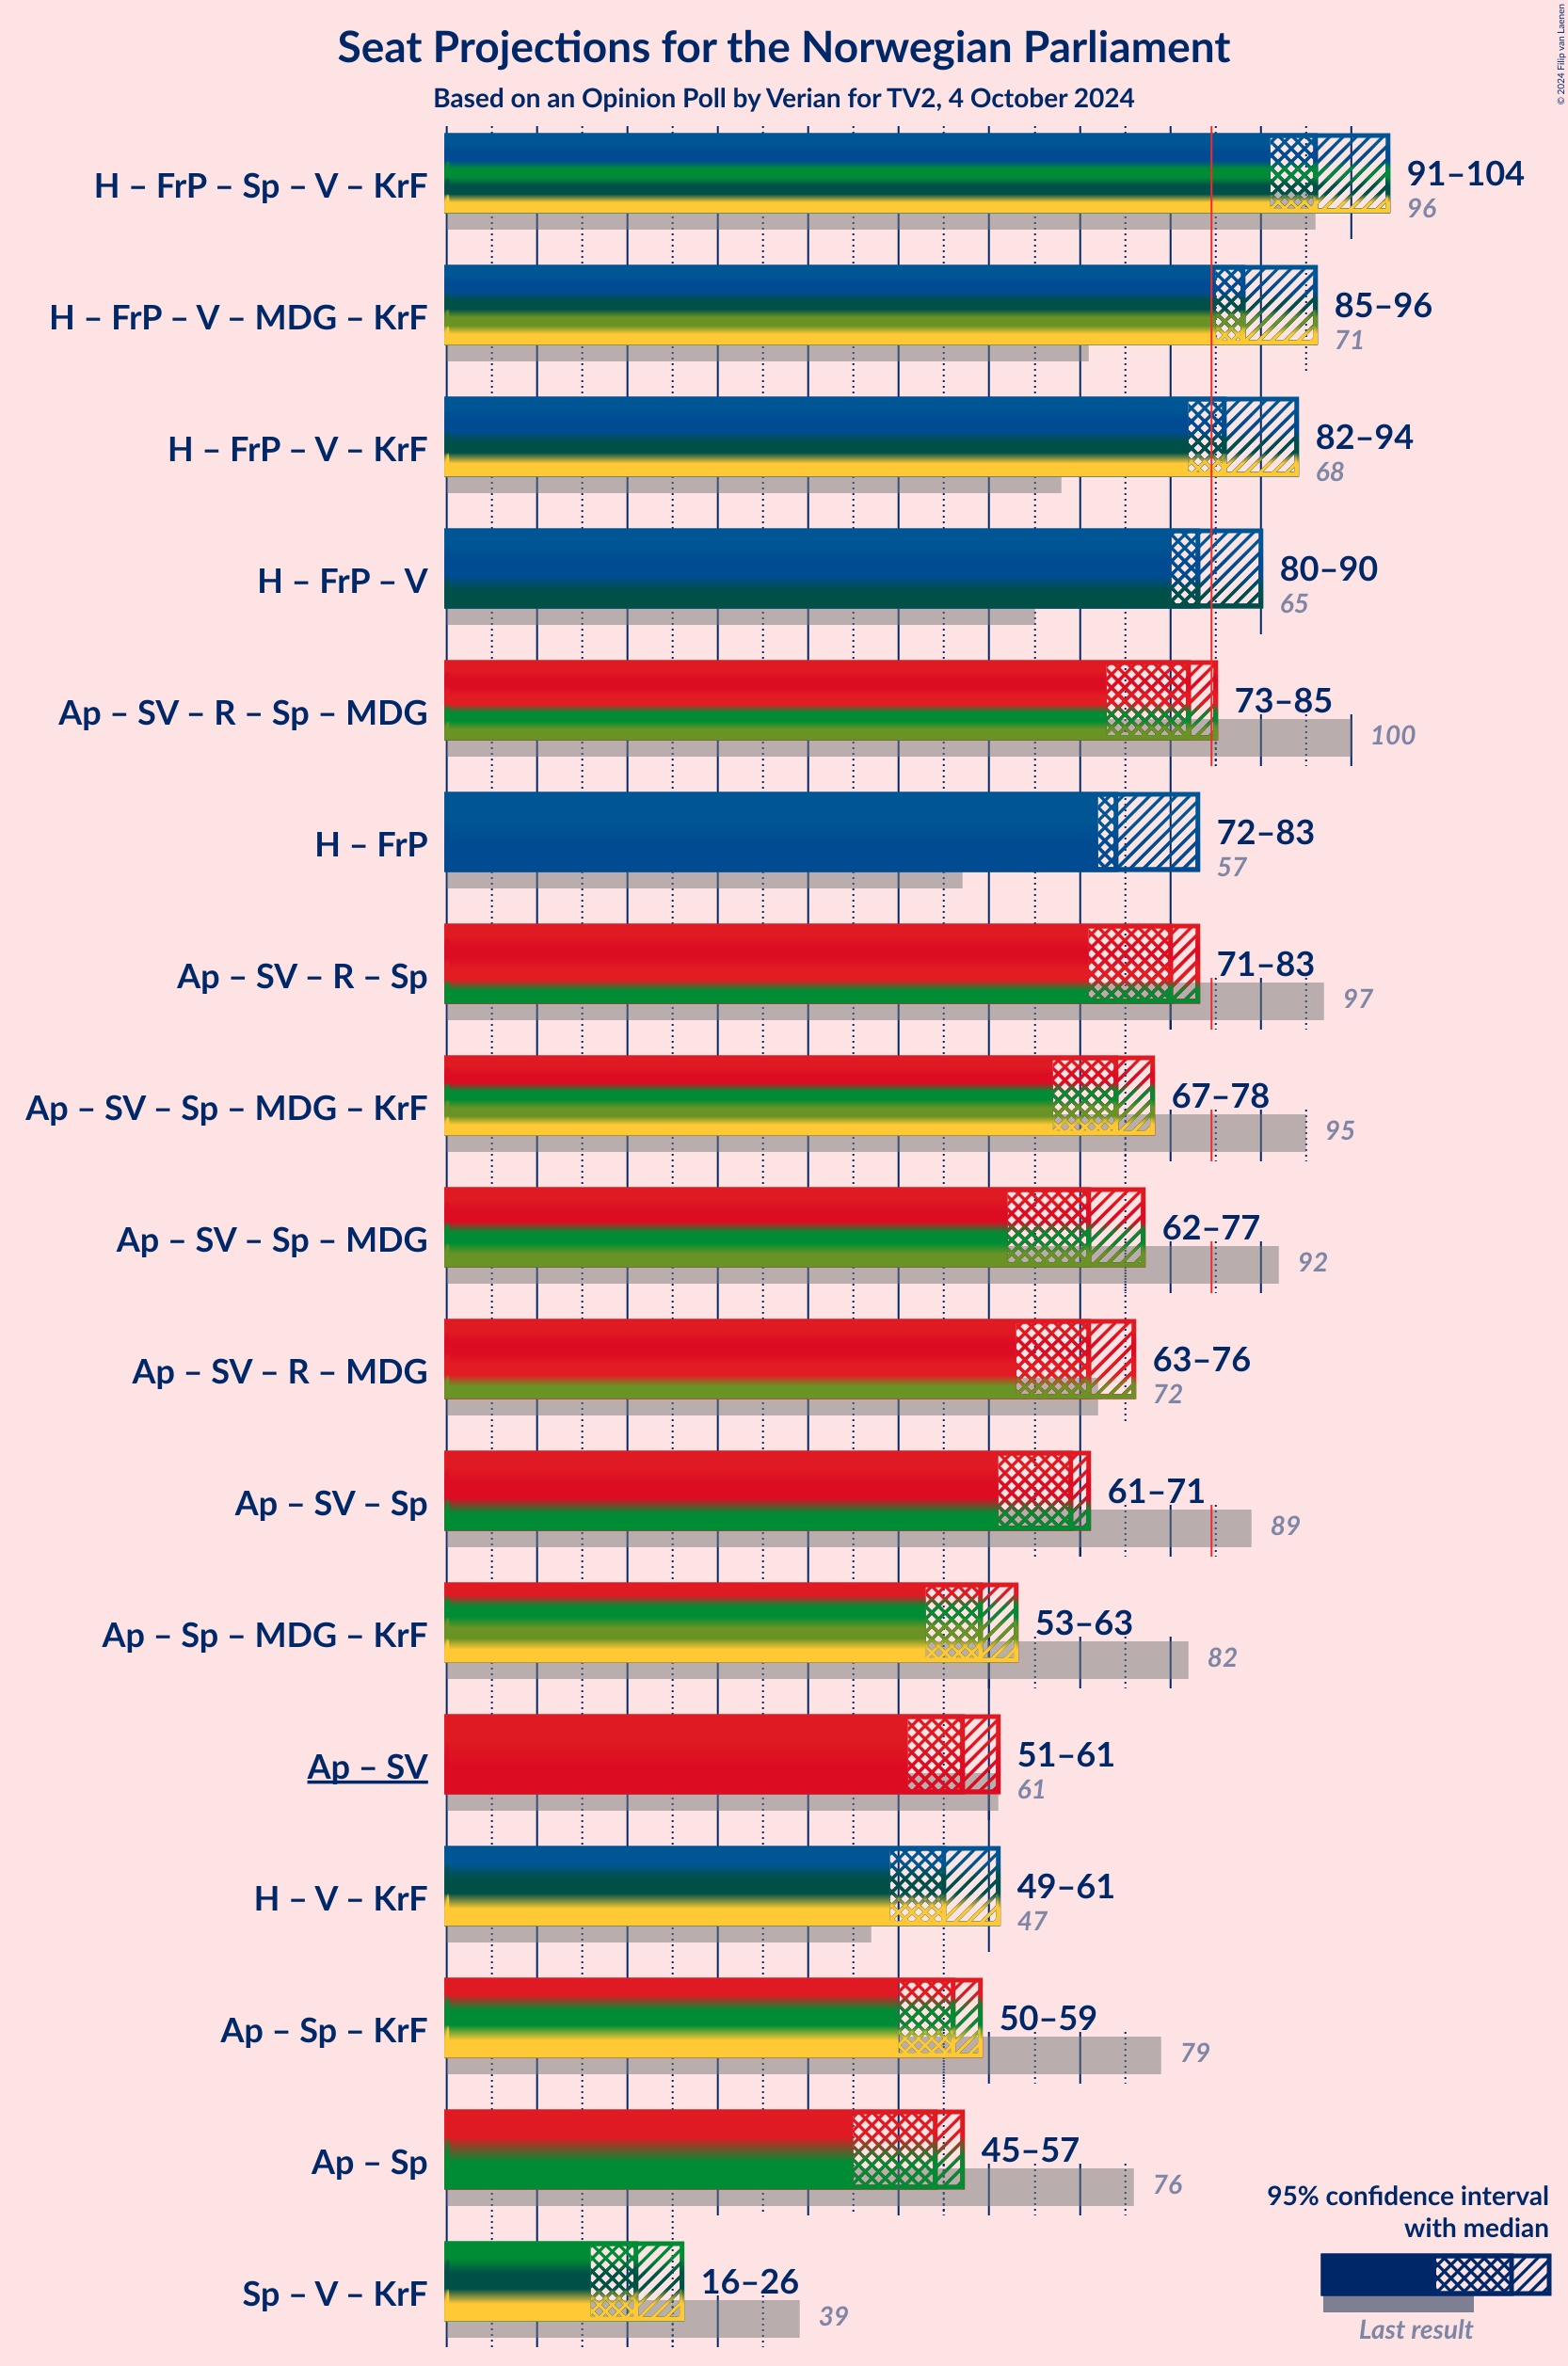 Seat Projections for the Norwegian Parliament
Based on an Opinion Poll by Verian for TV2, 4 October 2024
© 2024 Filip van Laenen
H – FrP – Sp – V – KrF
91–104
96
H – FrP – V – MDG – KrF
85–96
71
H – FrP – V – KrF
82–94
68
H – FrP – V
80–90
65
Ap – SV – R – Sp – MDG
73–85
100
H – FrP
72–83
57
Ap – SV – R – Sp
71–83
97
Ap – SV – Sp – MDG – KrF
67–78
95
Ap – SV – Sp – MDG
62–77
92
Ap – SV – R – MDG
63–76
72
Ap – SV – Sp
61–71
89
Ap – Sp – MDG – KrF
53–63
82
Ap – SV
51–61
61
H – V – KrF
49–61
47
Ap – Sp – KrF
50–59
79
Ap – Sp
45–57
76
Sp – V – KrF
16–26
39
95% confidence interval
with median
Last result